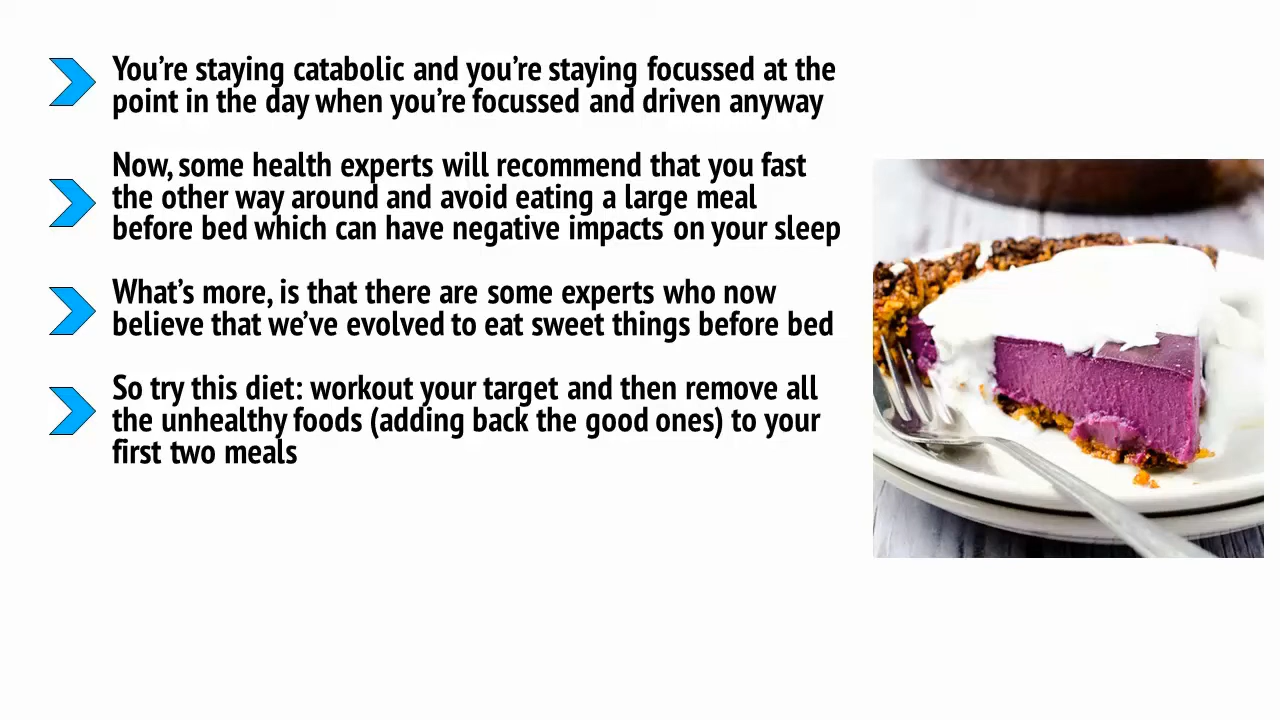 You're staying catabolic and you're staying focussed at the
point in the day when you're focussed and driven anyway
Now, some health experts will recommend that you fast
the other way around and avoid eating a large meal
before bed which can have negative impacts on your sleep
What's more, is that there are some experts who now
believe that we've evolved to eat sweet things before bed
So try this diet: workout your target and then remove all
the unhealthy foods (adding back the good ones) to your
first two meals